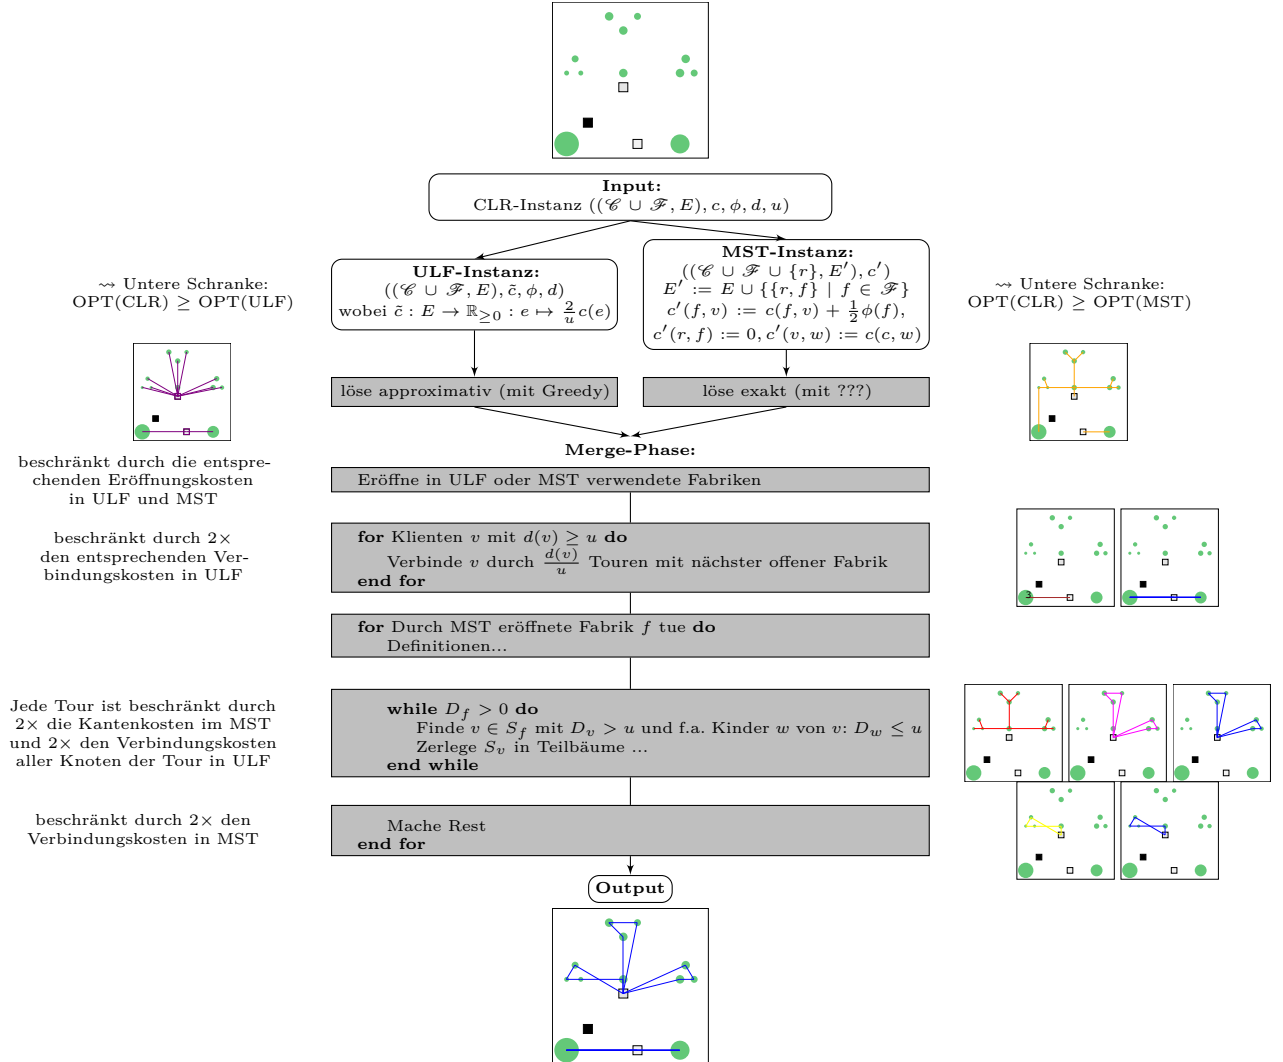 Input:
CLR-Instanz ((𝒞 ∪ ℱ, E), c, ϕ, d, u)
⇝ Untere Schranke:
OPT(CLR) ≥ OPT(ULF)
ULF-Instanz:
((𝒞 ∪ ℱ, E), c̃, ϕ, d)
wobei c̃ : E → ℝ≥0 : e ↦ 2/u c(e)
MST-Instanz:
((𝒞 ∪ ℱ ∪ {r}, E′), c′)
E′ := E ∪ {{r, f} | f ∈ ℱ}
c′(f, v) := c(f, v) + 1/2 ϕ(f),
c′(r, f) := 0, c′(v, w) := c(c, w)
⇝ Untere Schranke:
OPT(CLR) ≥ OPT(MST)
löse approximativ (mit Greedy)
löse exakt (mit ???)
Merge-Phase:
beschränkt durch die entspre-
chenden Eröffnungskosten
in ULF und MST
Eröffne in ULF oder MST verwendete Fabriken
beschränkt durch 2×
den entsprechenden Ver-
bindungskosten in ULF
for Klienten v mit d(v) ≥ u do
Verbinde v durch d(v)/u Touren mit nächster offener Fabrik
end for
3
for Durch MST eröffnete Fabrik f tue do
Definitionen...
Jede Tour ist beschränkt durch
2× die Kantenkosten im MST
und 2× den Verbindungskosten
aller Knoten der Tour in ULF
while D_f > 0 do
Finde v ∈ S_f mit D_v > u und f.a. Kinder w von v: D_w ≤ u
Zerlege S_v in Teilbäume ...
end while
beschränkt durch 2× den
Verbindungskosten in MST
Mache Rest
end for
Output